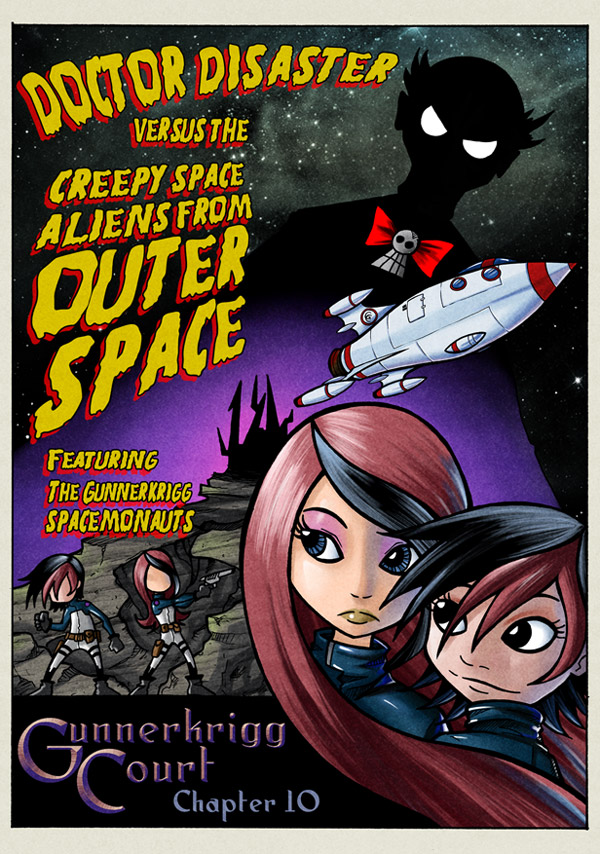 DOCTOR DISASTER
VERSUS THE
CREEPY SPACE
ALIENS FROM
OUTER
SPACE
FEATURING
THE GUNNERKRIGG
SPACEMONAUTS
Gunnerkrigg
Court
Chapter 10